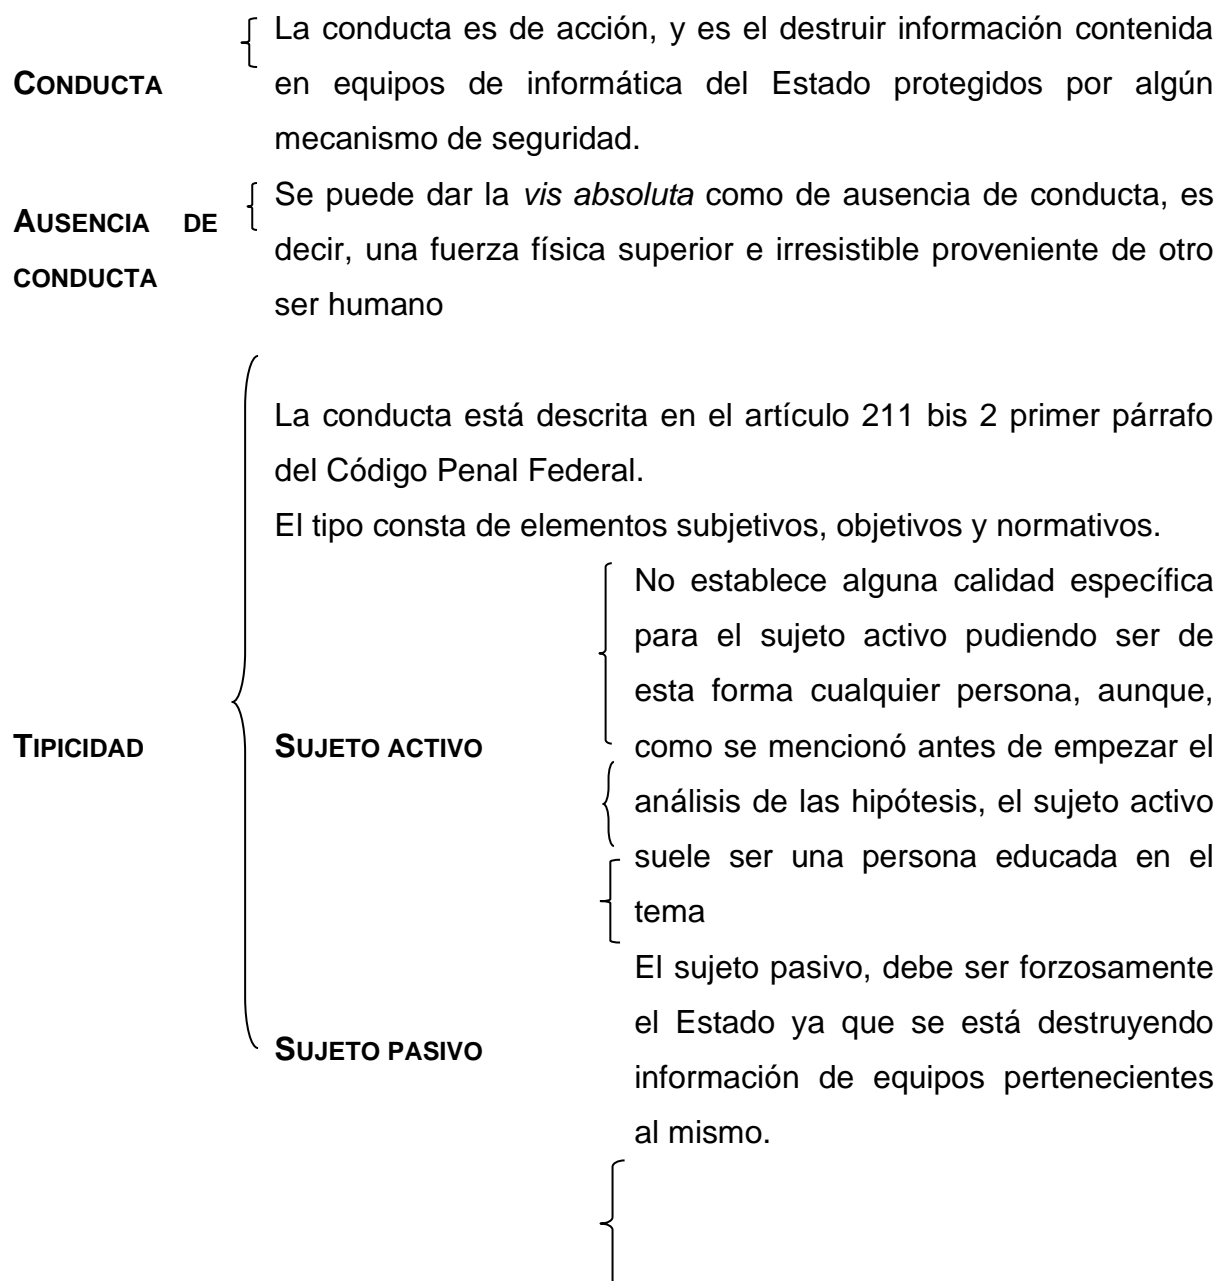 La conducta es de acción, y es el destruir información contenida
CONDUCTA en equipos de informática del Estado protegidos por algún
mecanismo de seguridad.
Se puede dar la vis absoluta como de ausencia de conducta, es
AUSENCIA DE
decir, una fuerza física superior e irresistible proveniente de otro
CONDUCTA
ser humano
La conducta está descrita en el artículo 211 bis 2 primer párrafo
del Código Penal Federal.
El tipo consta de elementos subjetivos, objetivos y normativos.
No establece alguna calidad específica
para el sujeto activo pudiendo ser de
esta forma cualquier persona, aunque,
TIPICIDAD SUJETO ACTIVO como se mencionó antes de empezar el
análisis de las hipótesis, el sujeto activo
suele ser una persona educada en el
tema
El sujeto pasivo, debe ser forzosamente
el Estado ya que se está destruyendo
SUJETO PASIVO
información de equipos pertenecientes
al mismo.